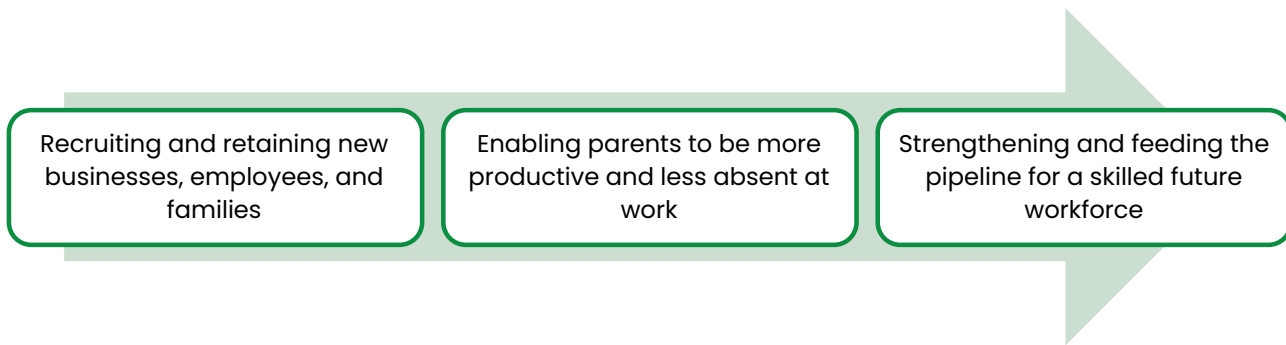 Recruiting and retaining new
businesses, employees, and
families
Enabling parents to be more
productive and less absent at
work
Strengthening and feeding the
pipeline for a skilled future
workforce